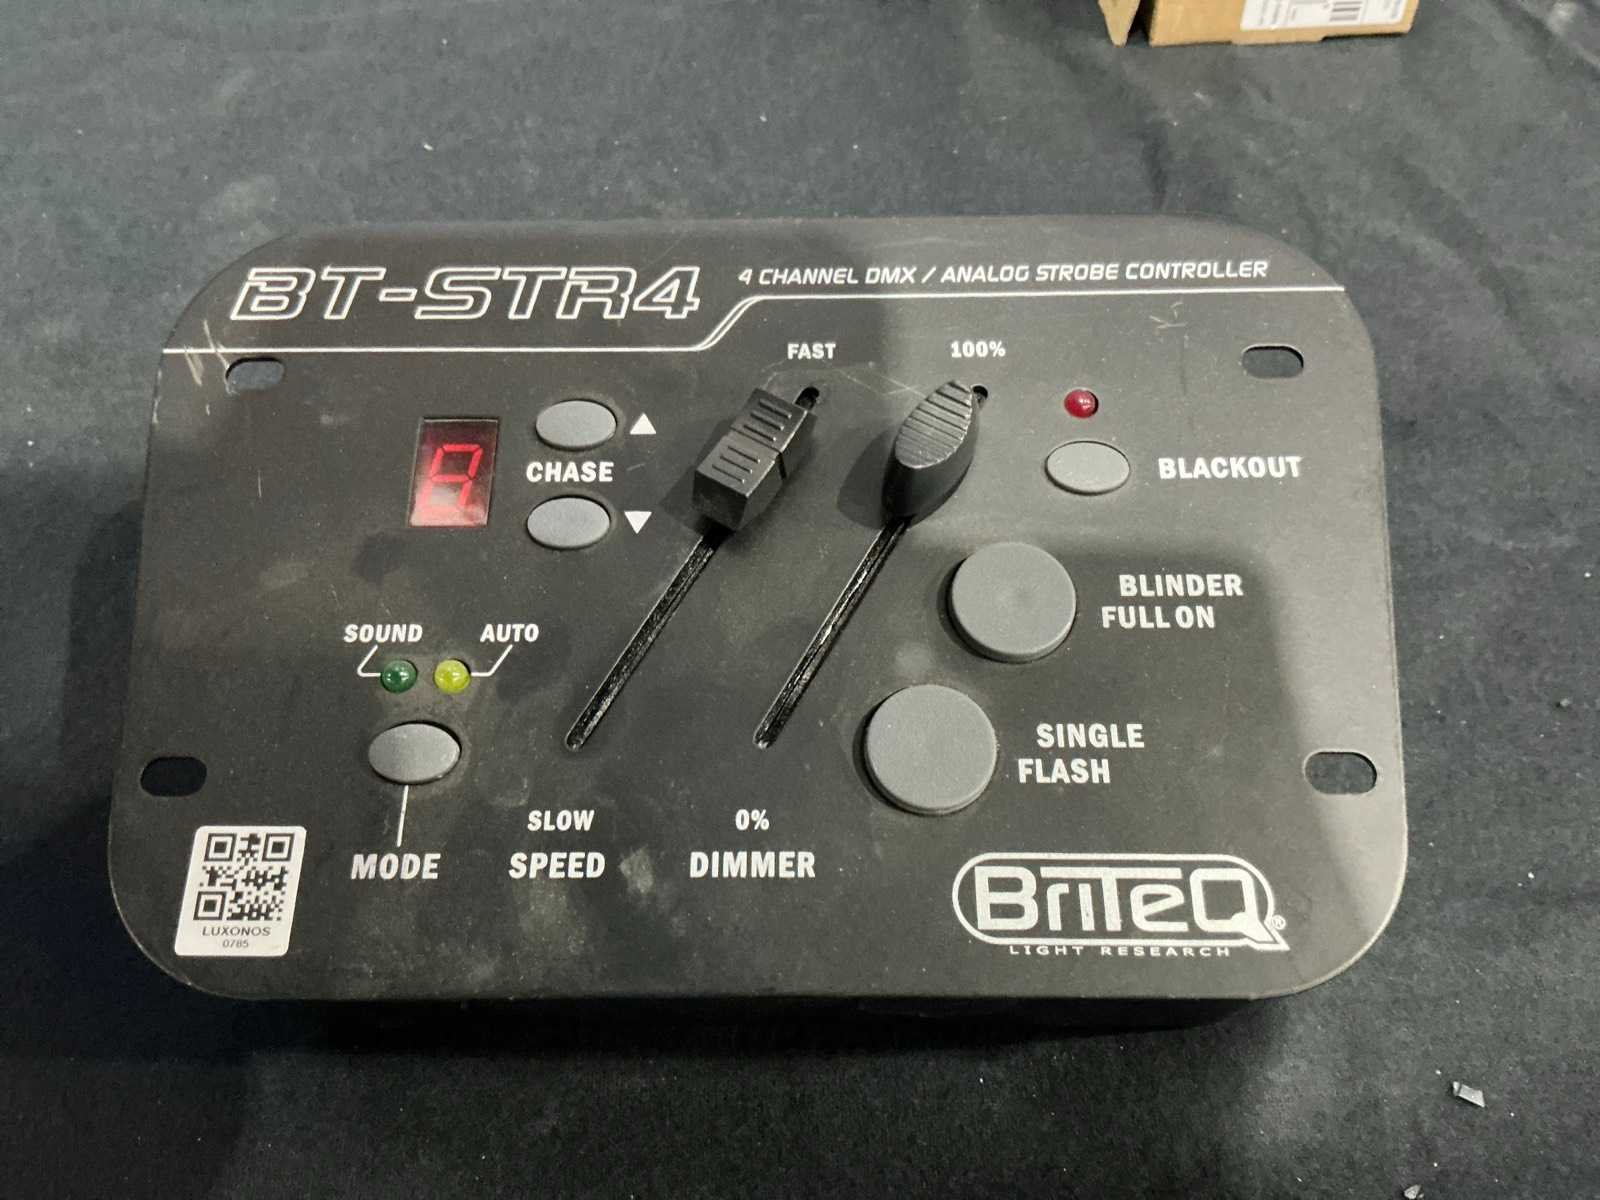 BT-STR4
4 CHANNEL DMX / ANALOG STROBE CONTROLLER
FAST
100%
8
CHASE
BLACKOUT
BLINDER
FULL ON
SOUND
AUTO
SINGLE
FLASH
SLOW
0%
MODE
SPEED
DIMMER
LUXONOS
0785
BRITEQ®
LIGHT RESEARCH